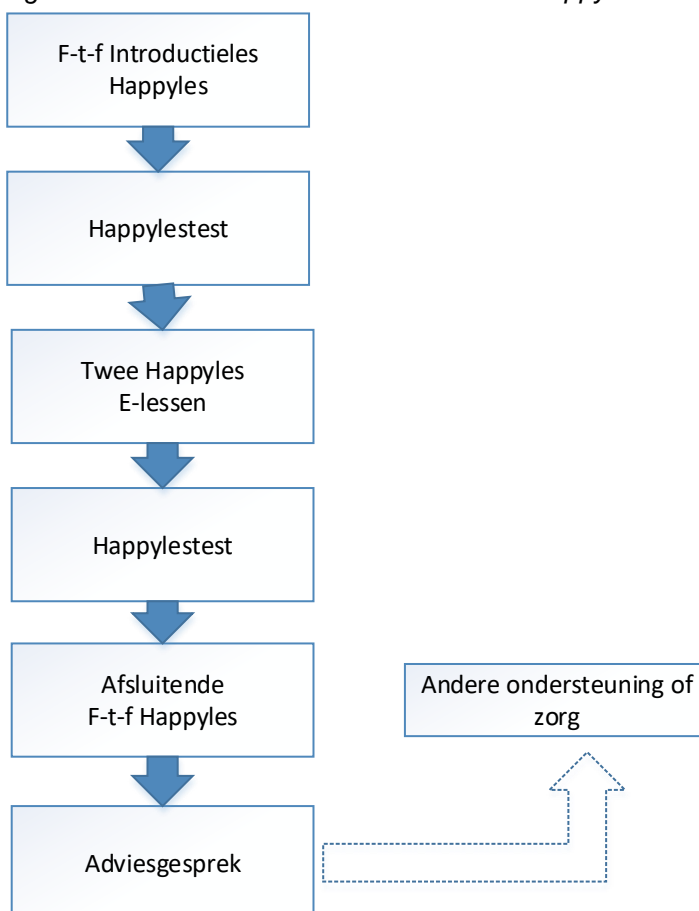 F-t-f Introductieles
Happyles
Happylestest
Twee Happyles
E-lessen
Happylestest
Afsluitende
F-t-f Happyles
Andere ondersteuning of
zorg
Adviesgesprek